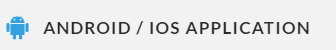 ANDROID / IOS APPLICATION